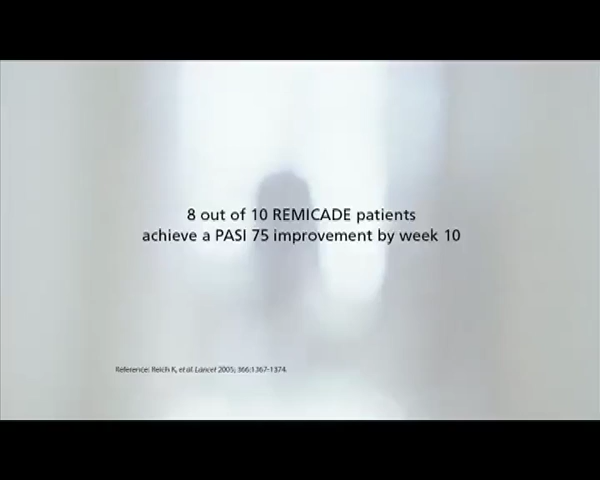 8 out of 10 REMICADE patients
achieve a PASI 75 improvement by week 10
Reference: Reich K, et al. Lancet 2005; 366:1367-1374.